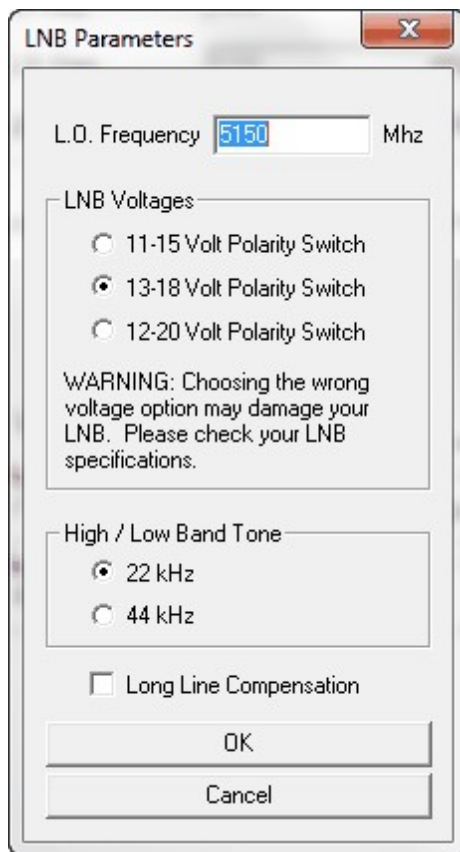 LNB Parameters
L.O. Frequency 5150 Mhz
LNB Voltages
11-15 Volt Polarity Switch
13-18 Volt Polarity Switch
12-20 Volt Polarity Switch
WARNING: Choosing the wrong
voltage option may damage your
LNB.  Please check your LNB
specifications.
High / Low Band Tone
22 kHz
44 kHz
Long Line Compensation
OK
Cancel